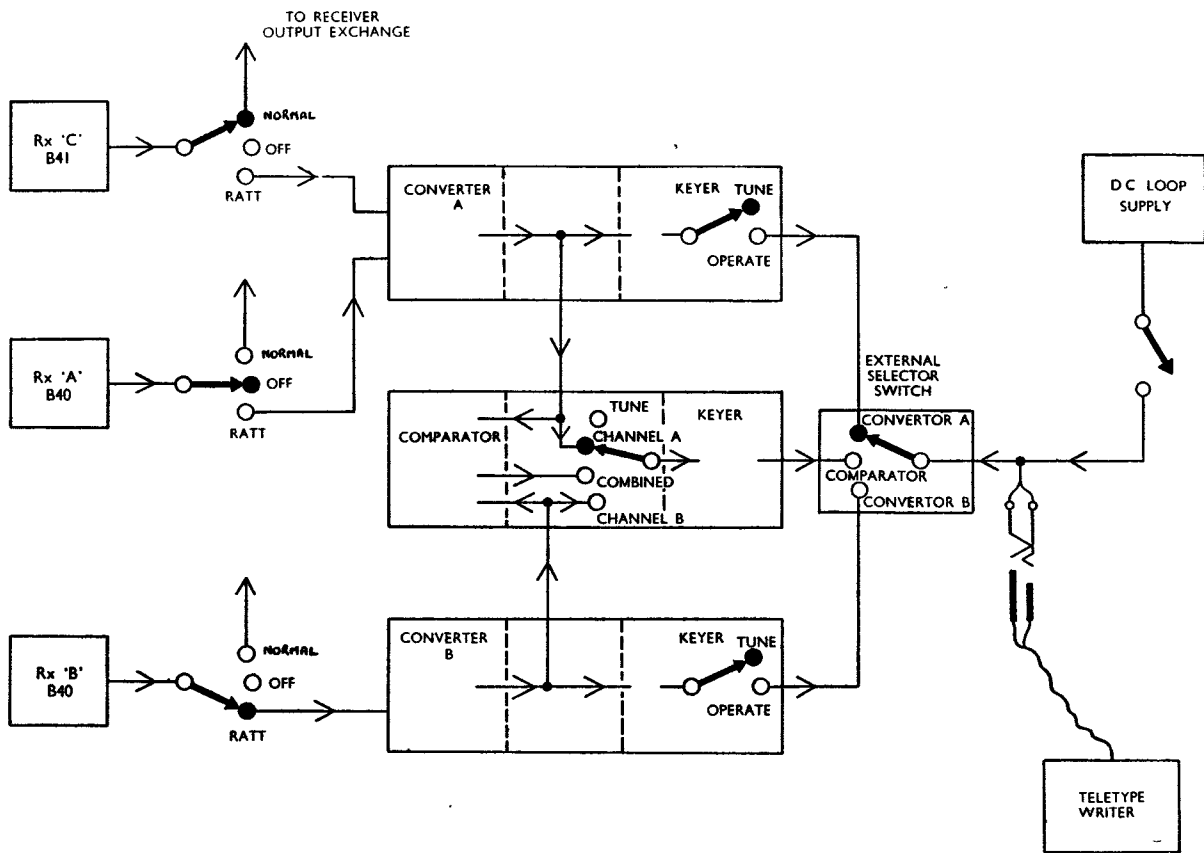 TO RECEIVER
OUTPUT EXCHANGE
Rx 'C'
B41
NORMAL
OFF
RATT
CONVERTER
A
KEYER
TUNE
OPERATE
D C LOOP
SUPPLY
Rx 'A'
B40
NORMAL
OFF
RATT
EXTERNAL
SELECTOR
SWITCH
COMPARATOR
TUNE
CHANNEL A
COMBINED
CHANNEL B
KEYER
CONVERTOR A
COMPARATOR
CONVERTOR B
Rx 'B'
B40
NORMAL
OFF
RATT
CONVERTER
B
KEYER
TUNE
OPERATE
TELETYPE
WRITER